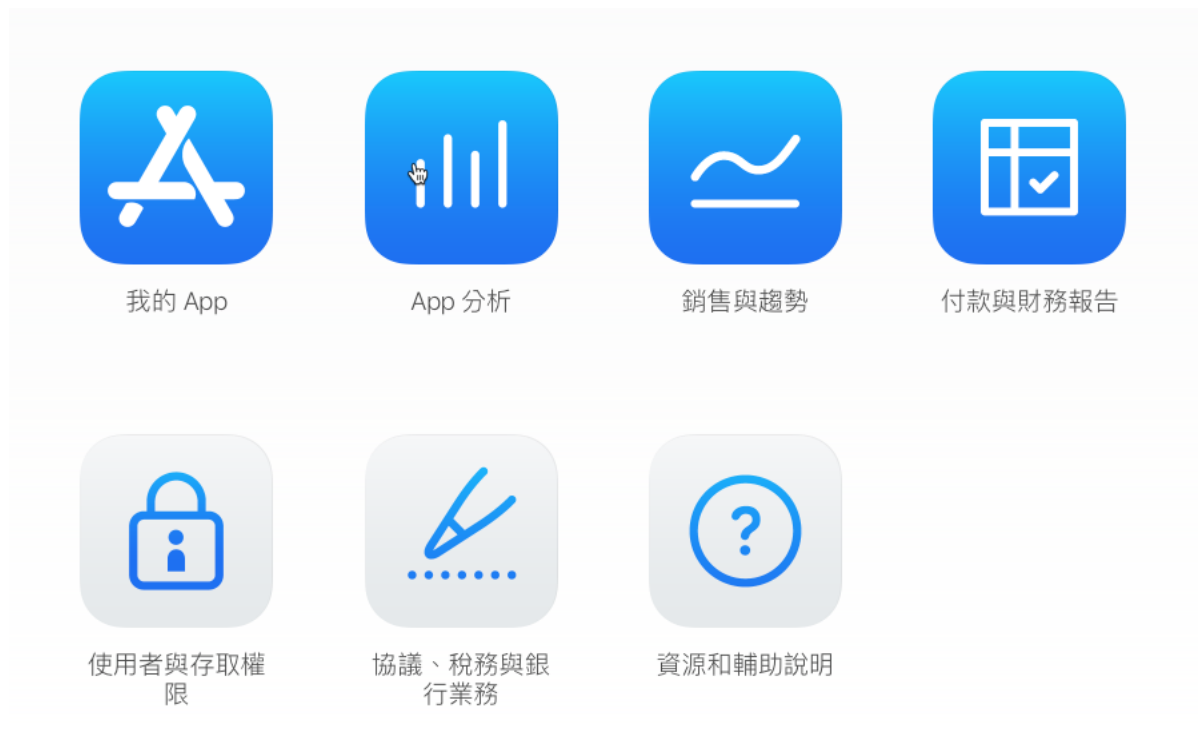 我的 App
App 分析
銷售與趨勢
付款與財務報告
使用者與存取權
限
協議、稅務與銀
行業務
資源和輔助說明